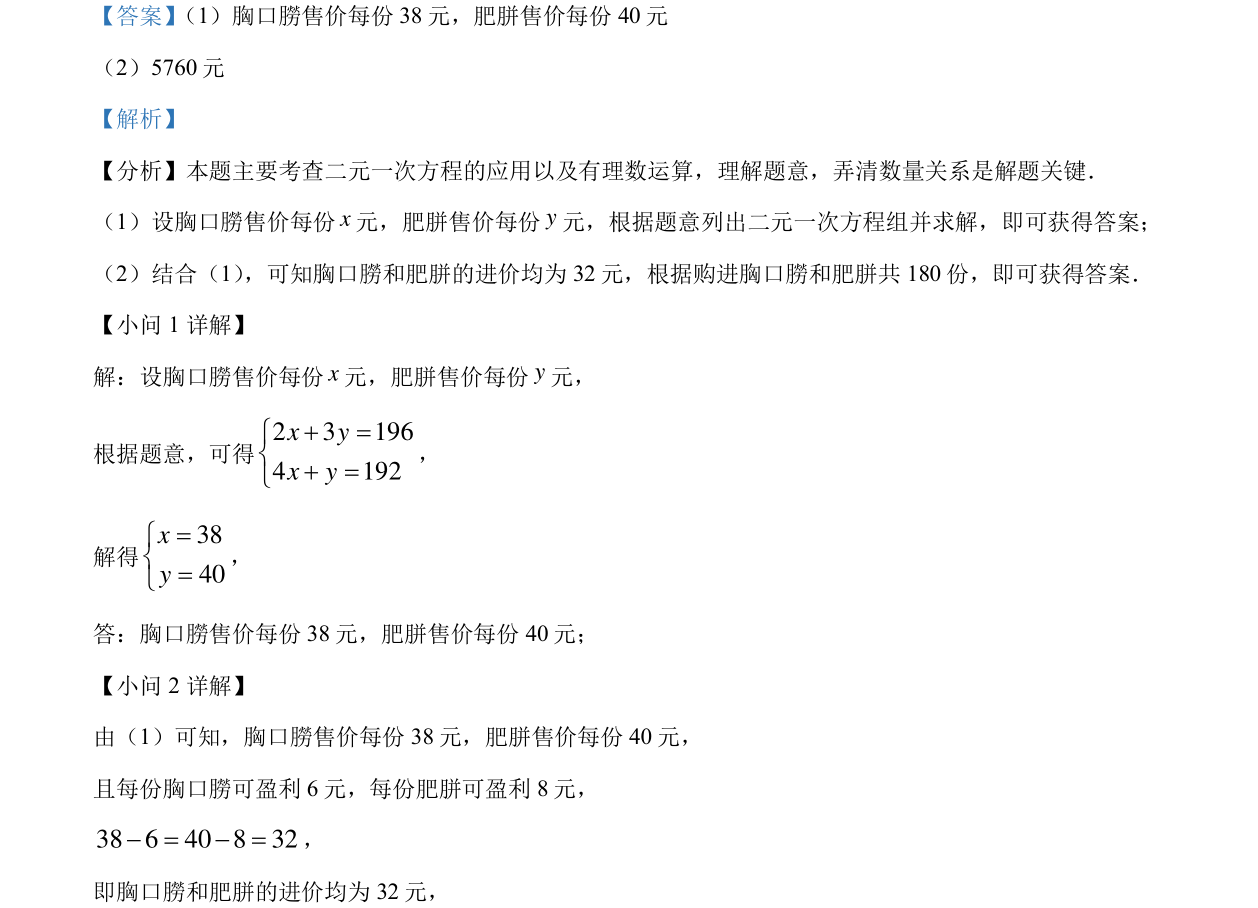 【答案】（1）胸口朥售价每份 38 元，肥胼售价每份 40 元
（2）5760 元
【解析】
【分析】本题主要考查二元一次方程的应用以及有理数运算，理解题意，弄清数量关系是解题关键．
（1）设胸口朥售价每份 x 元，肥胼售价每份 y 元，根据题意列出二元一次方程组并求解，即可获得答案；
（2）结合（1），可知胸口朥和肥胼的进价均为 32 元，根据购进胸口朥和肥胼共 180 份，即可获得答案．
【小问 1 详解】
解：设胸口朥售价每份 x 元，肥胼售价每份 y 元，
根据题意，可得{2x+3y=196
4x+y=192，
解得{x=38
y=40，
答：胸口朥售价每份 38 元，肥胼售价每份 40 元；
【小问 2 详解】
由（1）可知，胸口朥售价每份 38 元，肥胼售价每份 40 元，
且每份胸口朥可盈利 6 元，每份肥胼可盈利 8 元，
38−6=40−8=32，
即胸口朥和肥胼的进价均为 32 元，